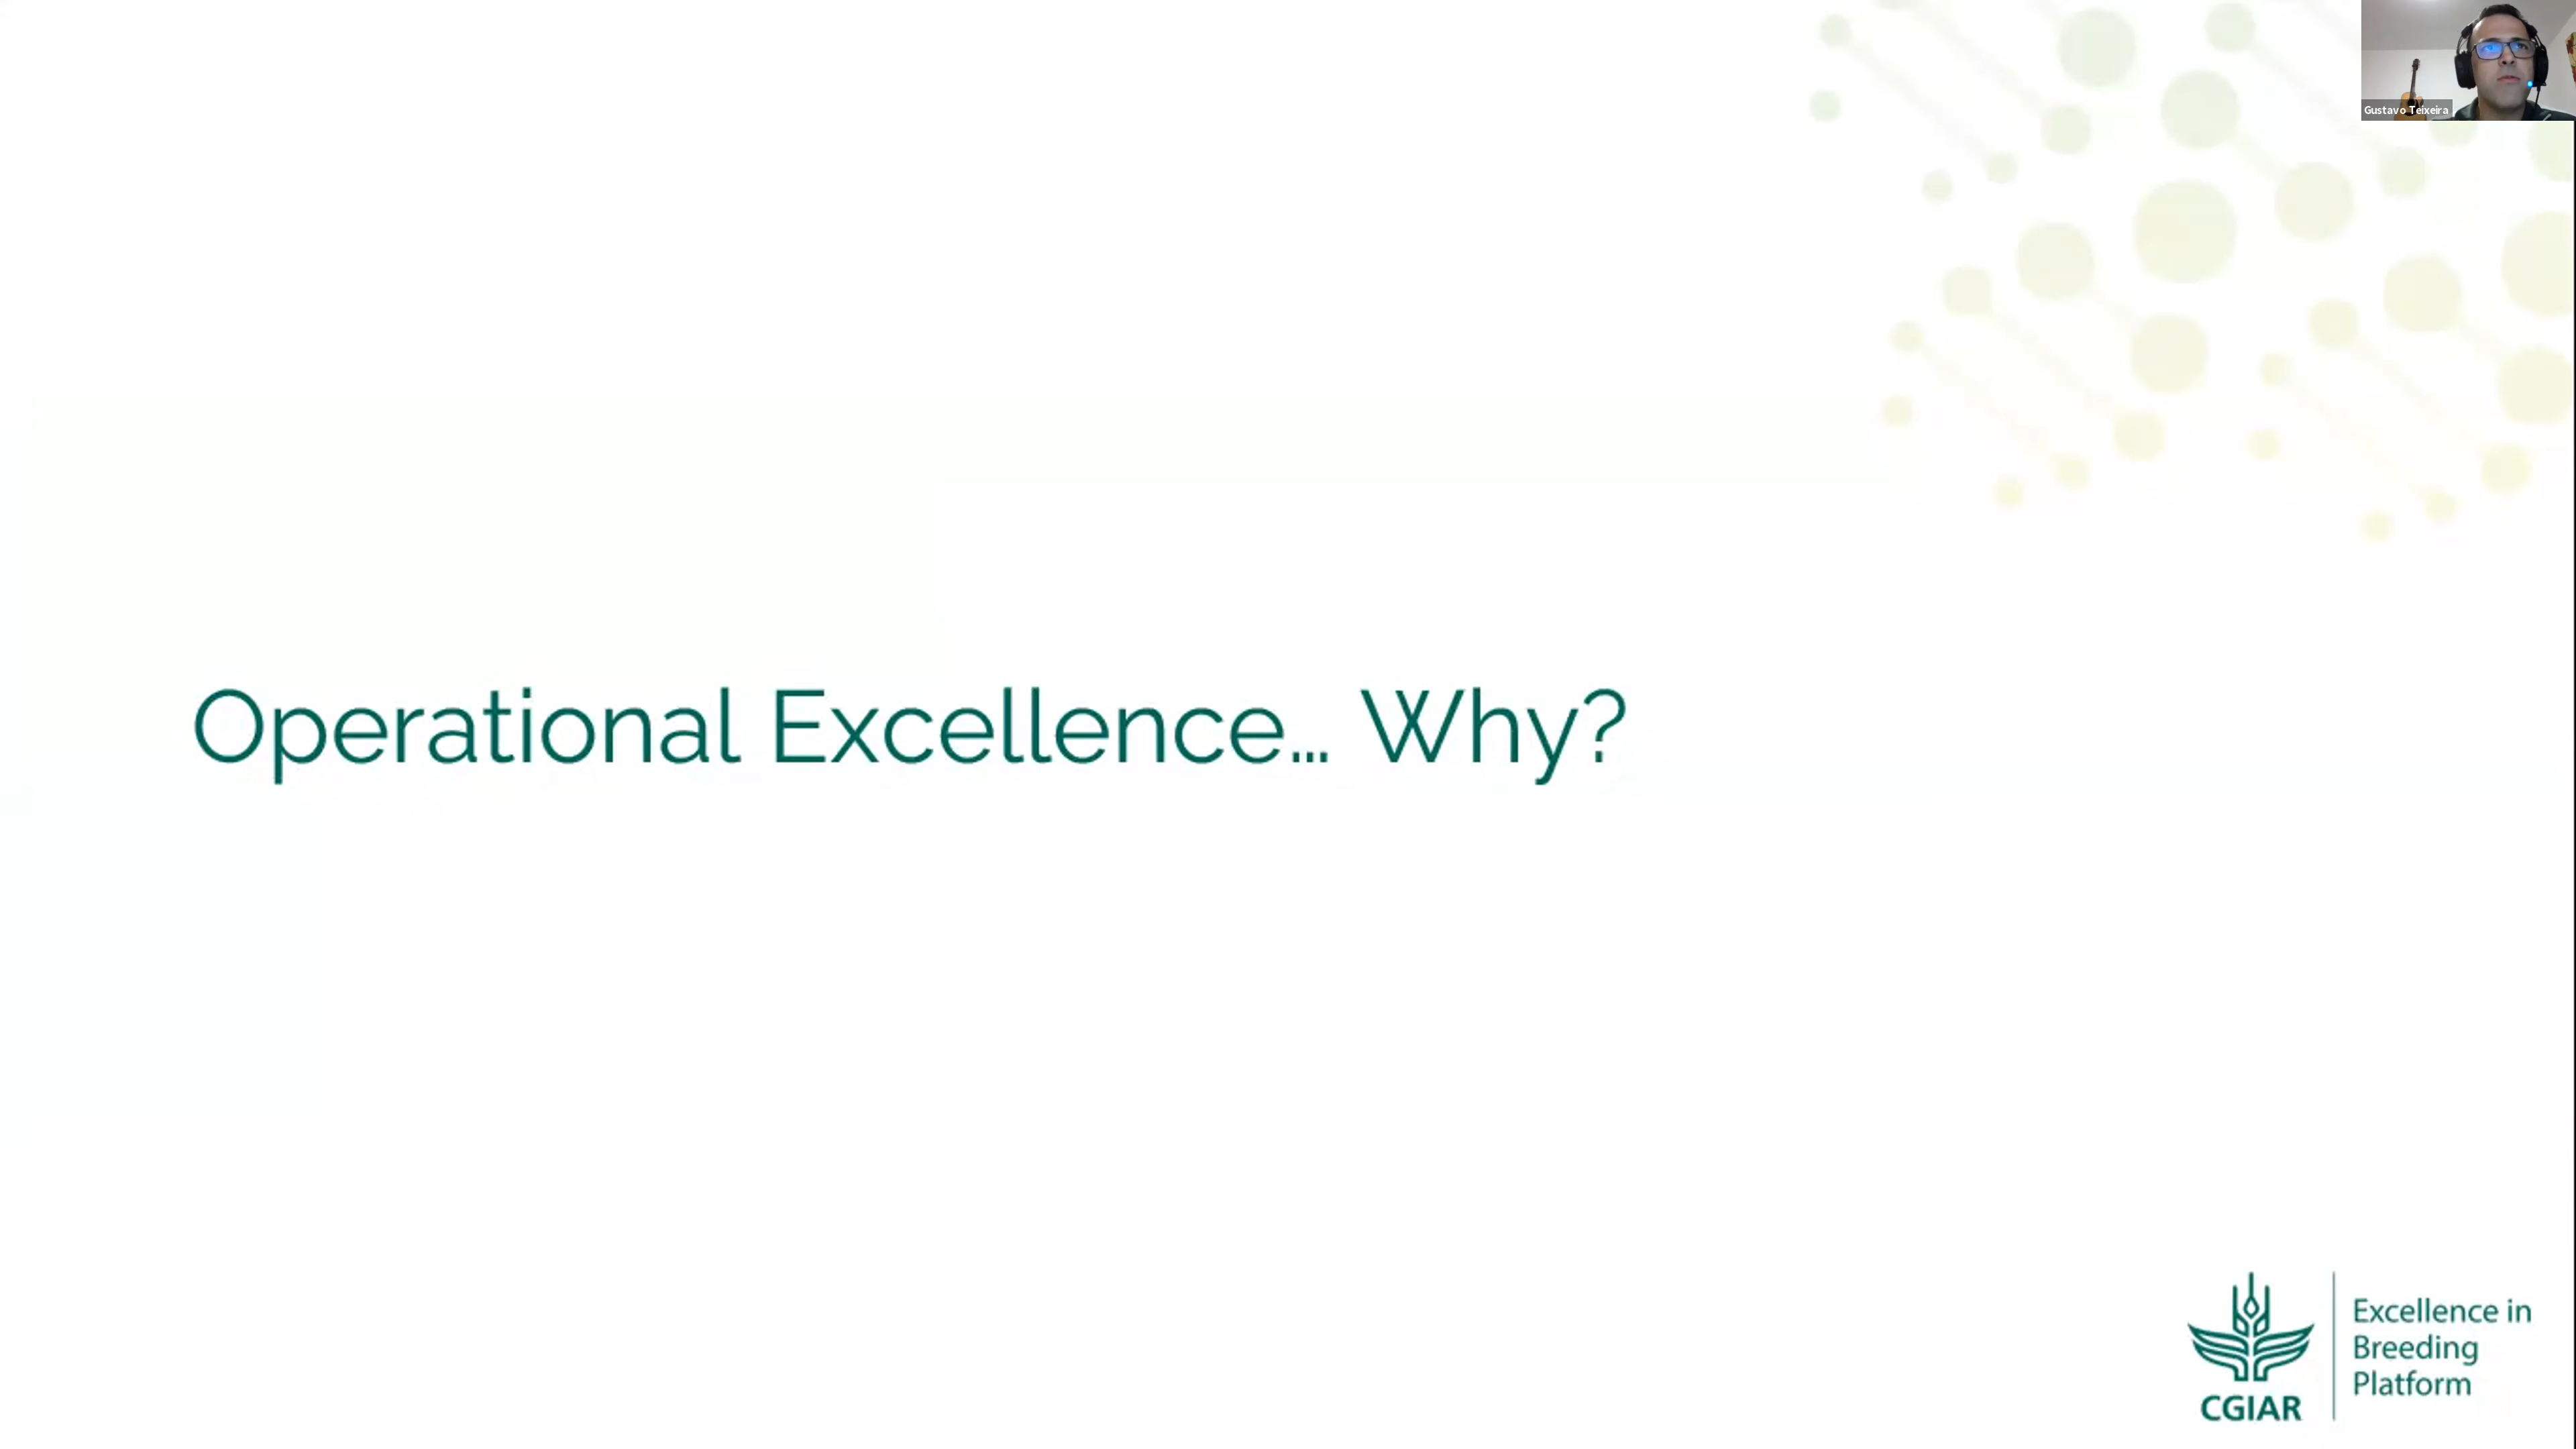 Gustavo Teixeira
Operational Excellence... Why?
Excellence in
Breeding
Platform
CGIAR